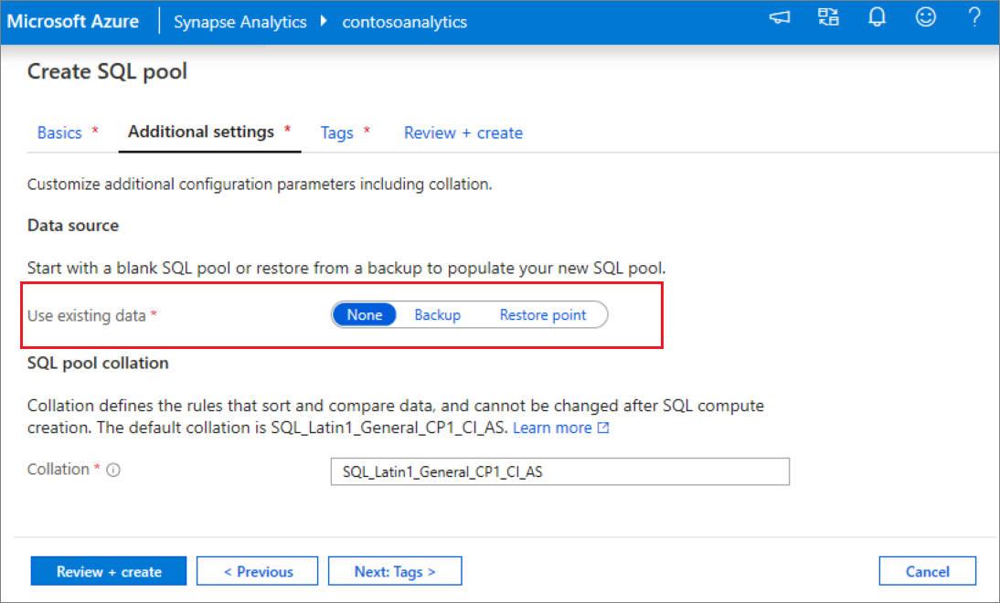 Microsoft Azure Synapse Analytics contosoanalytics ?
Create SQL pool
Basics * Additional settings * Tags * Review + create
Customize additional configuration parameters including collation.
Data source
Start with a blank SQL pool or restore from a backup to populate your new SQL pool.
Use existing data * None Backup Restore point
SQL pool collation
Collation defines the rules that sort and compare data, and cannot be changed after SQL compute
creation. The default collation is SQL_Latin1_General_CP1_CI_AS. Learn more
Collation * SQL_Latin1_General_CP1_CI_AS
Review + create < Previous Next: Tags > Cancel